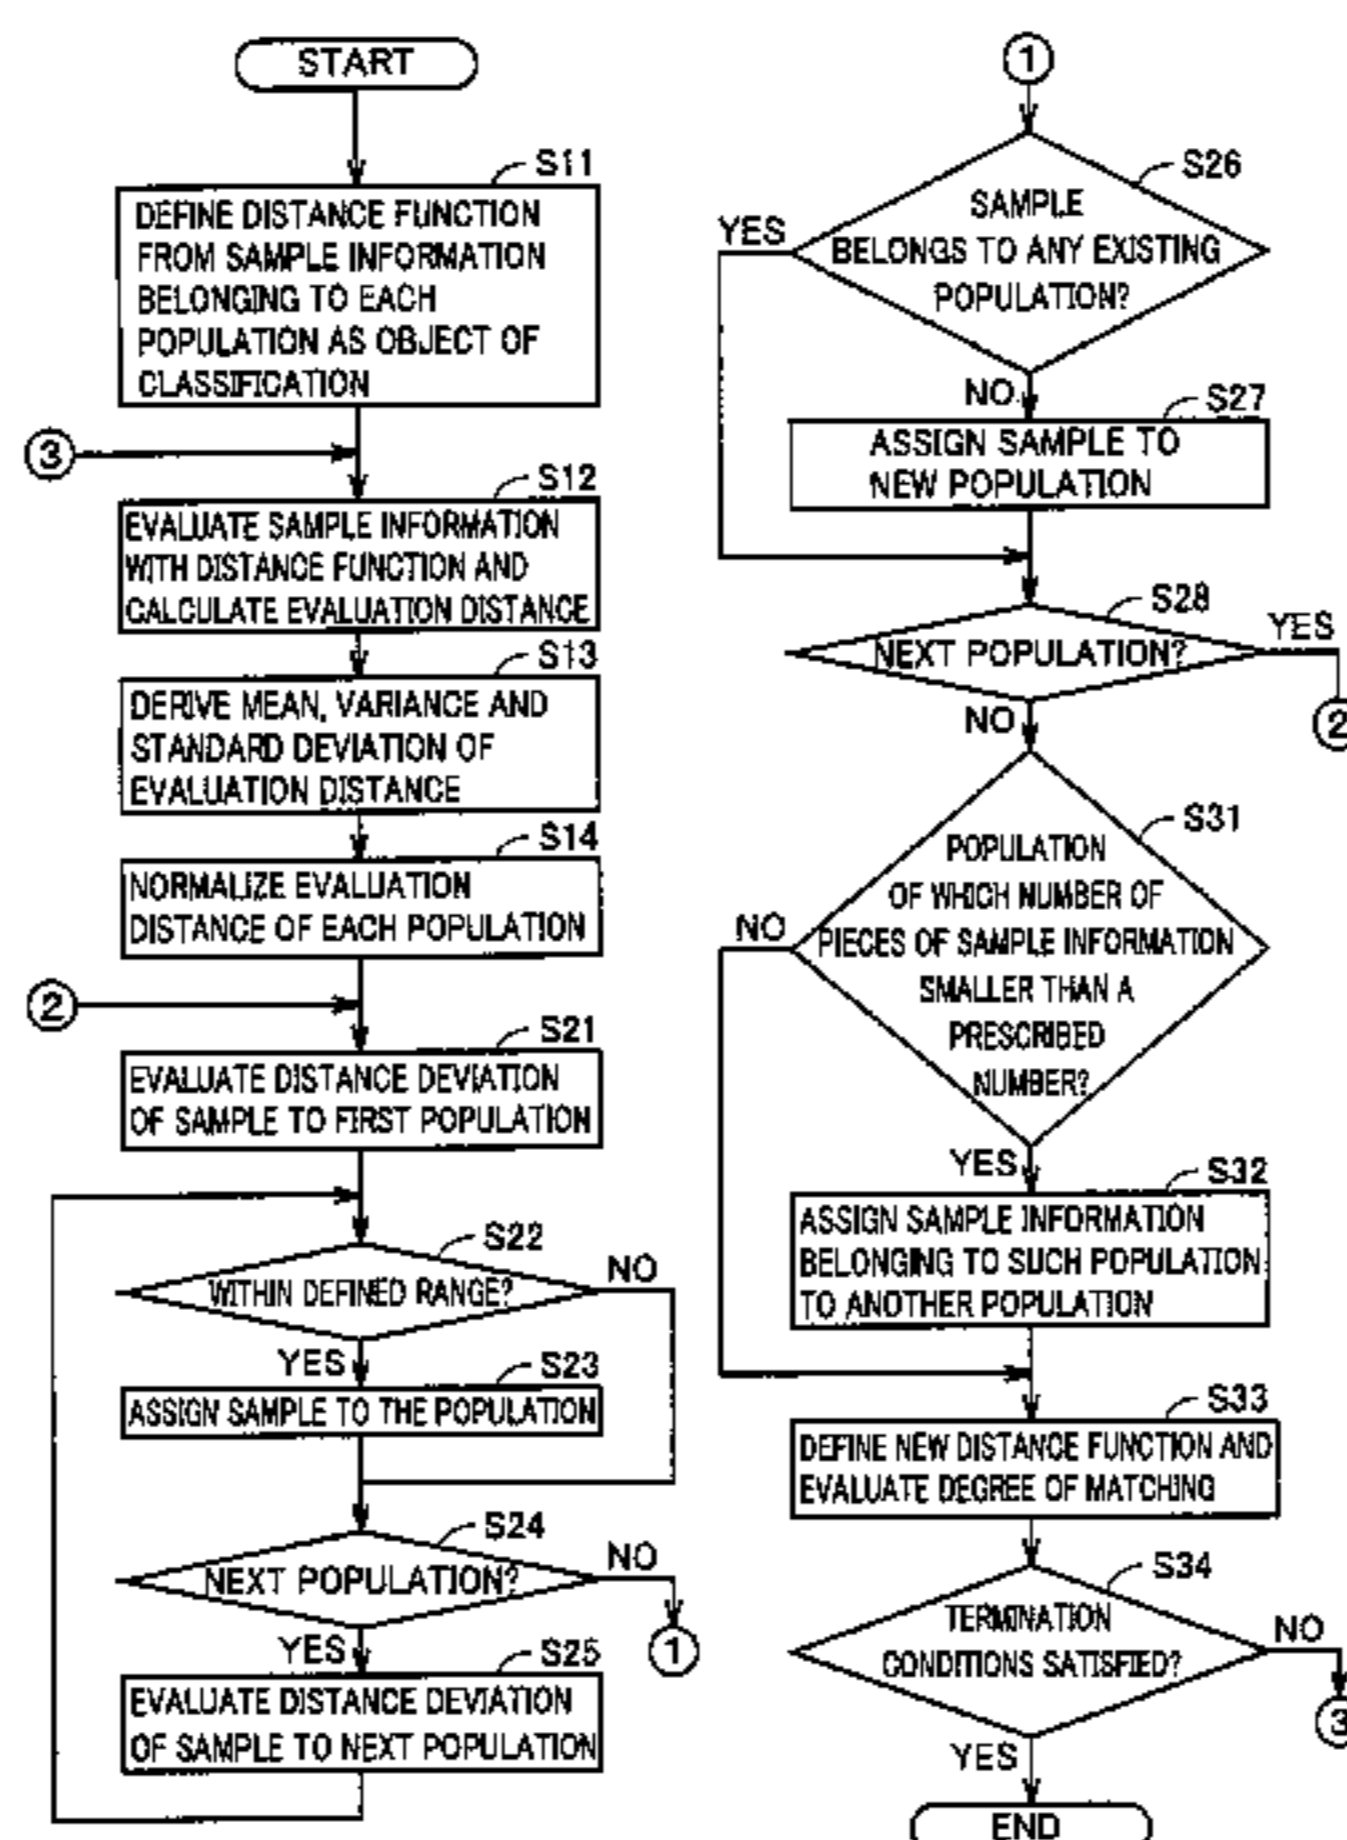 START
S11
DEFINE DISTANCE FUNCTION
FROM SAMPLE INFORMATION
BELONGING TO EACH
POPULATION AS OBJECT OF
CLASSIFICATION
3
S12
EVALUATE SAMPLE INFORMATION
WITH DISTANCE FUNCTION AND
CALCULATE EVALUATION DISTANCE
S13
DERIVE MEAN, VARIANCE AND
STANDARD DEVIATION OF
EVALUATION DISTANCE
S14
NORMALIZE EVALUATION
DISTANCE OF EACH POPULATION
2
S21
EVALUATE DISTANCE DEVIATION
OF SAMPLE TO FIRST POPULATION
S22
WITHIN DEFINED RANGE?
NO
YES
S23
ASSIGN SAMPLE TO THE POPULATION
S24
NEXT POPULATION?
NO
1
YES
S25
EVALUATE DISTANCE DEVIATION
OF SAMPLE TO NEXT POPULATION
1
S26
SAMPLE
BELONGS TO ANY EXISTING
POPULATION?
YES
NO
S27
ASSIGN SAMPLE TO
NEW POPULATION
S28
NEXT POPULATION?
YES
2
NO
S31
POPULATION
OF WHICH NUMBER OF
PIECES OF SAMPLE INFORMATION
SMALLER THAN A
PRESCRIBED
NUMBER?
NO
YES
S32
ASSIGN SAMPLE INFORMATION
BELONGING TO SUCH POPULATION
TO ANOTHER POPULATION
S33
DEFINE NEW DISTANCE FUNCTION AND
EVALUATE DEGREE OF MATCHING
S34
TERMINATION
CONDITIONS SATISFIED?
NO
3
YES
END